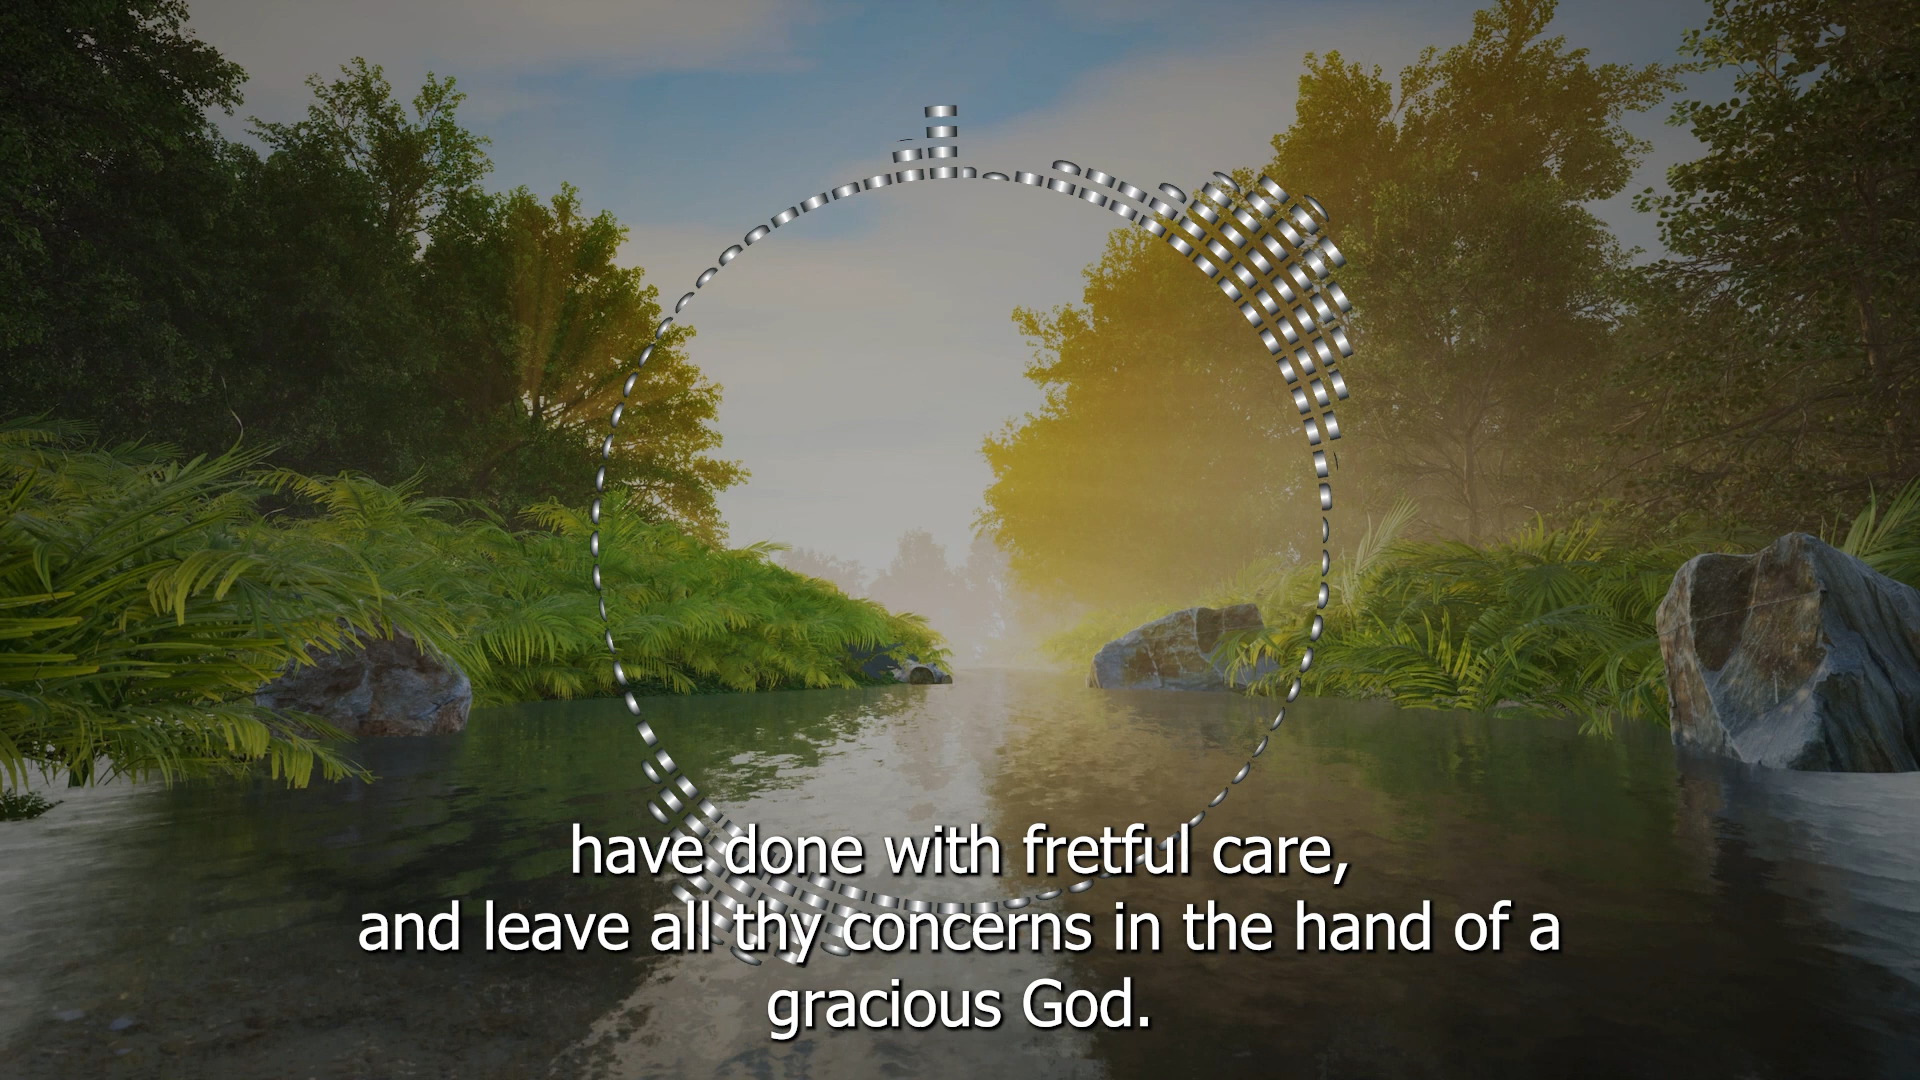 have done with fretful care,
and leave all thy concerns in the hand of a
gracious God.